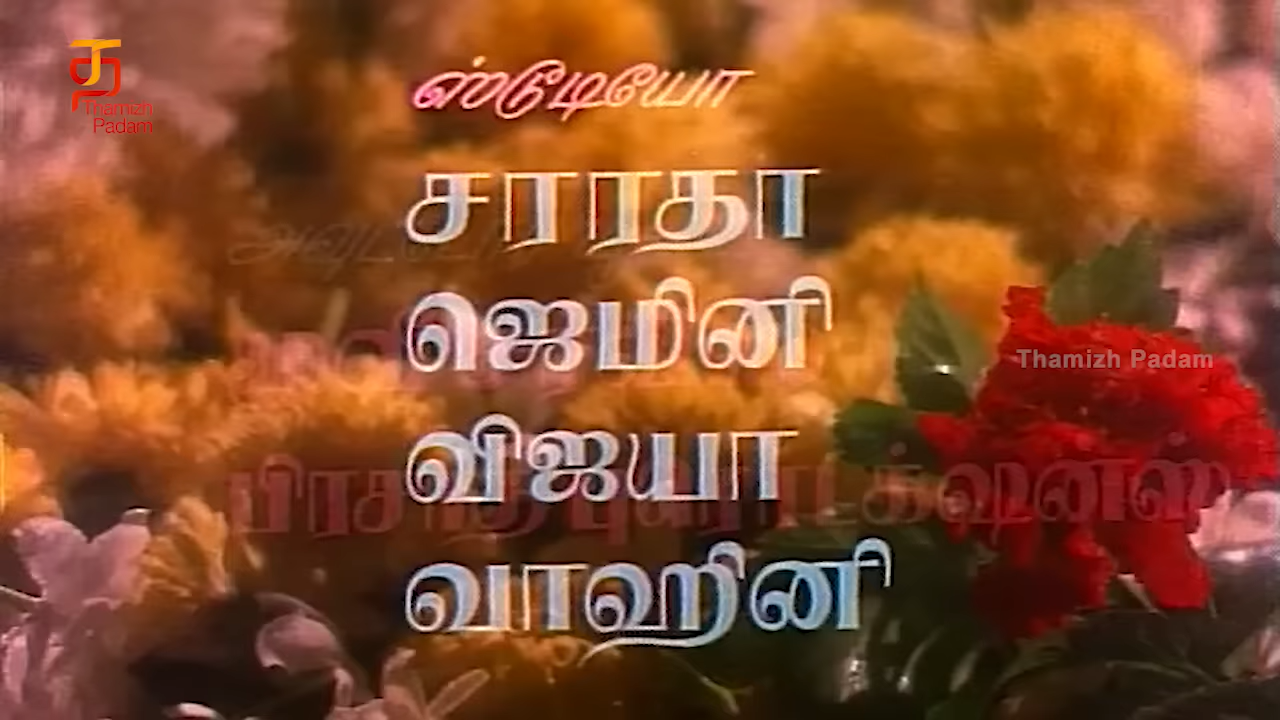 த
Thamizh
Padam
ஸ்டூடியோ
சாரதா
ஜெமினி
விஜயா
Thamizh Padam
வாஹினி